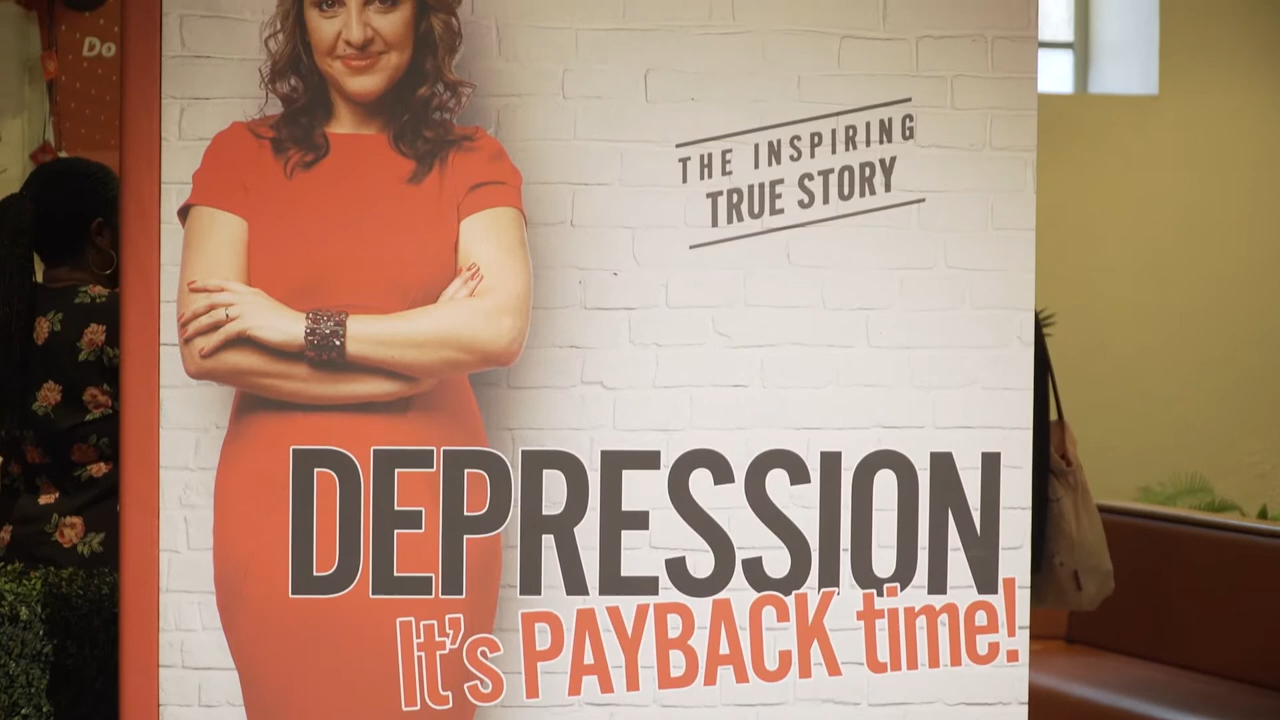 Do
THE INSPIRING
TRUE STORY
DEPRESSION
It's PAYBACK time!